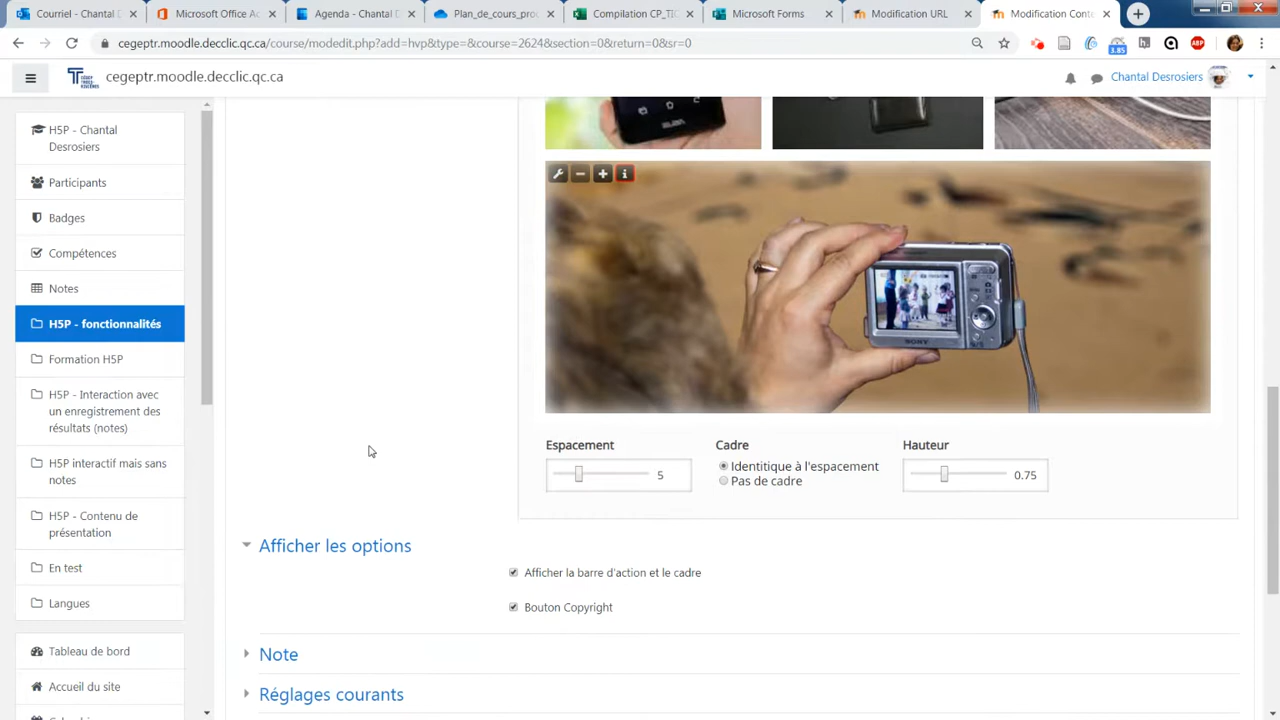 Courriel - Chantal D
Microsoft Office Ac
Agenda - Chantal D
Plan_de_cours_pro
Compilation CP_TIC
Microsoft Forms
Modification URL
Modification Conte
cegeptr.moodle.decclic.qc.ca/course/modedit.php?add=hvp&type=&course=2624&section=0&return=0&sr=0
3.85
ABP
cegeptr.moodle.decclic.qc.ca
Chantal Desrosiers
H5P - Chantal
Desrosiers
Participants
Badges
Compétences
Notes
H5P - fonctionnalités
Formation H5P
H5P - Interaction avec
un enregistrement des
résultats (notes)
H5P interactif mais sans
notes
H5P - Contenu de
présentation
En test
Langues
Tableau de bord
Accueil du site
SONY
Espacement
5
Cadre
Identitique à l'espacement
Pas de cadre
Hauteur
0.75
Afficher les options
Afficher la barre d'action et le cadre
Bouton Copyright
Note
Réglages courants